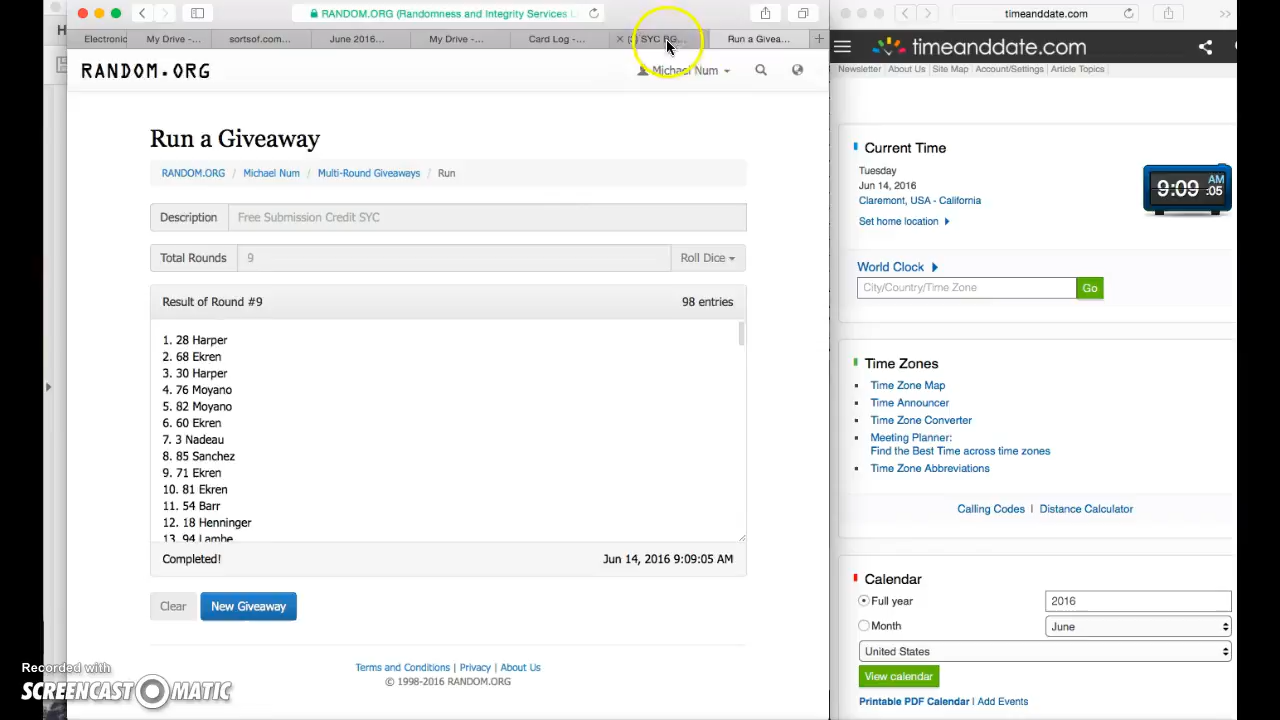 RANDOM.ORG (Randomness and Integrity Services L
Electronic
My Drive -...
sortsof.com...
June 2016...
My Drive -...
Card Log -...
SYC
Run a Givea...
RANDOM.ORG
Michael Num
Run a Giveaway
RANDOM.ORG / Michael Num / Multi-Round Giveaways / Run
Description Free Submission Credit SYC
Total Rounds 9 Roll Dice
Result of Round #9 98 entries
1. 28 Harper
2. 68 Ekren
3. 30 Harper
4. 76 Moyano
5. 82 Moyano
6. 60 Ekren
7. 3 Nadeau
8. 85 Sanchez
9. 71 Ekren
10. 81 Ekren
11. 54 Barr
12. 18 Henninger
13. 94 Lambe
Completed! Jun 14, 2016 9:09:05 AM
Clear New Giveaway
Terms and Conditions | Privacy | About Us
© 1998-2016 RANDOM.ORG
Recorded with
SCREENCAST-O-MATIC
timeanddate.com
timeanddate.com
Newsletter About Us Site Map Account/Settings Article Topics
Current Time
Tuesday
Jun 14, 2016
Claremont, USA - California
Set home location
9:09 AM :05
World Clock
City/Country/Time Zone Go
Time Zones
Time Zone Map
Time Announcer
Time Zone Converter
Meeting Planner:
Find the Best Time across time zones
Time Zone Abbreviations
Calling Codes | Distance Calculator
Calendar
Full year 2016
Month June
United States
View calendar
Printable PDF Calendar | Add Events